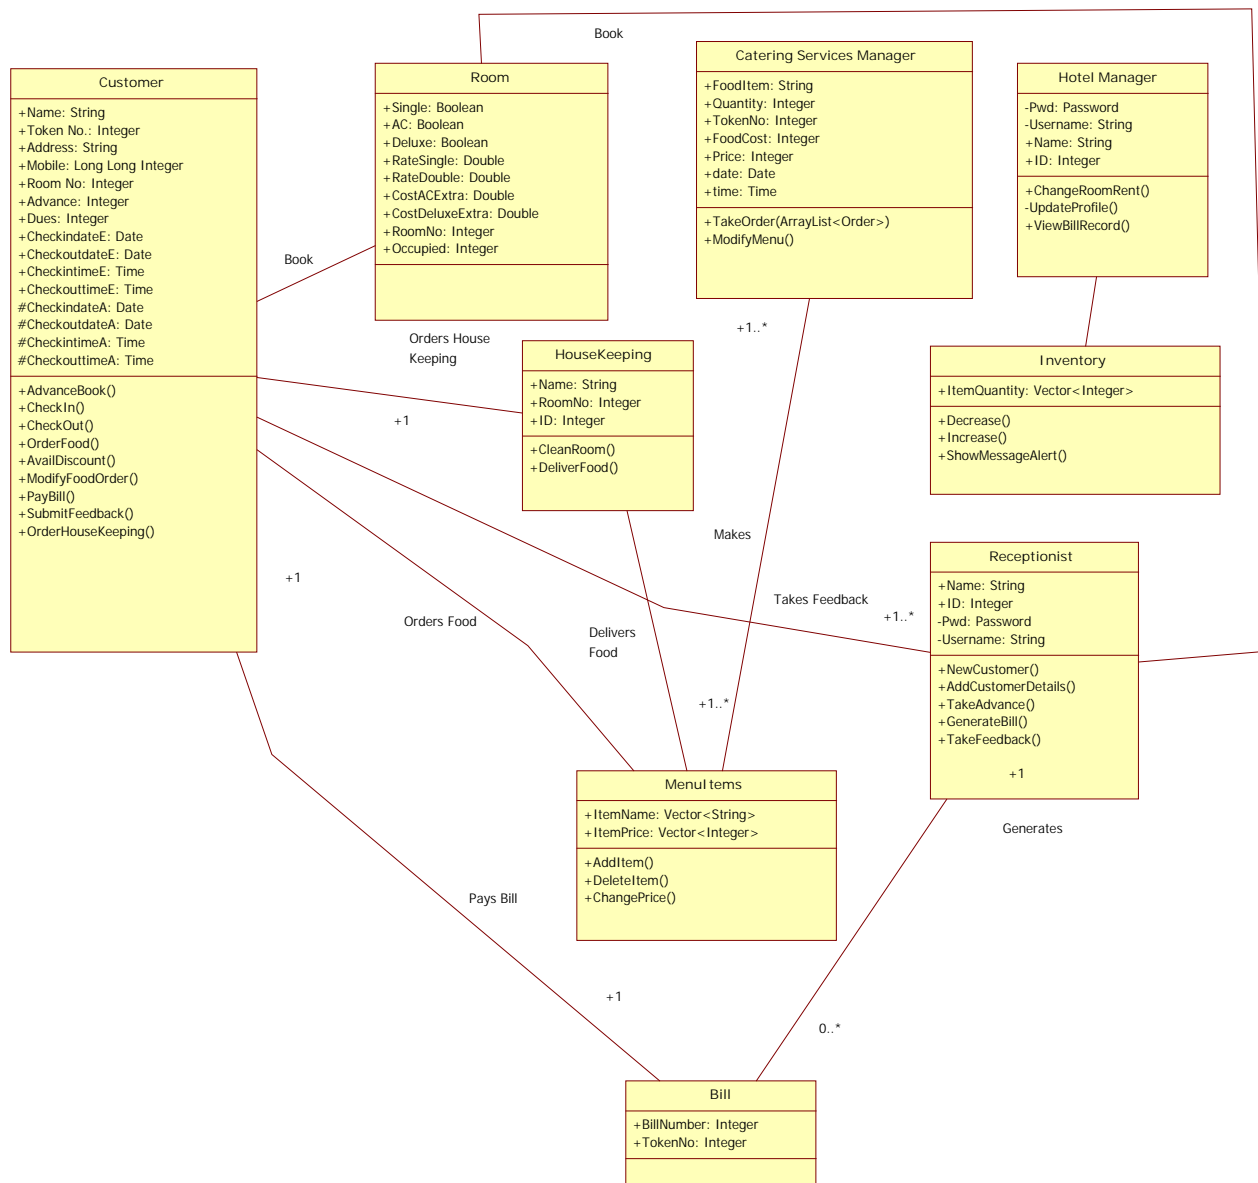 Book
Customer
+Name: String
+Token No.: Integer
+Address: String
+Mobile: Long Long Integer
+Room No: Integer
+Advance: Integer
+Dues: Integer
+CheckindateE: Date
+CheckoutdateE: Date
+CheckintimeE: Time
+CheckouttimeE: Time
#CheckindateA: Date
#CheckoutdateA: Date
#CheckintimeA: Time
#CheckouttimeA: Time
+AdvanceBook()
+CheckIn()
+CheckOut()
+OrderFood()
+AvailDiscount()
+ModifyFoodOrder()
+PayBill()
+SubmitFeedback()
+OrderHouseKeeping()
Book
Room
+Single: Boolean
+AC: Boolean
+Deluxe: Boolean
+RateSingle: Double
+RateDouble: Double
+CostACExtra: Double
+CostDeluxeExtra: Double
+RoomNo: Integer
+Occupied: Integer
Catering Services Manager
+FoodItem: String
+Quantity: Integer
+TokenNo: Integer
+FoodCost: Integer
+Price: Integer
+date: Date
+time: Time
+TakeOrder(ArrayList<Order>)
+ModifyMenu()
Hotel Manager
-Pwd: Password
-Username: String
+Name: String
+ID: Integer
+ChangeRoomRent()
-UpdateProfile()
+ViewBillRecord()
Orders House
Keeping
+1
HouseKeeping
+Name: String
+RoomNo: Integer
+ID: Integer
+CleanRoom()
+DeliverFood()
+1..*
Inventory
+ItemQuantity: Vector<Integer>
+Decrease()
+Increase()
+ShowMessageAlert()
Makes
+1
Orders Food
Delivers
Food
Takes Feedback
+1..*
Receptionist
+Name: String
+ID: Integer
-Pwd: Password
-Username: String
+NewCustomer()
+AddCustomerDetails()
+TakeAdvance()
+GenerateBill()
+TakeFeedback()
+1
+1..*
MenuItems
+ItemName: Vector<String>
+ItemPrice: Vector<Integer>
+AddItem()
+DeleteItem()
+ChangePrice()
Generates
Pays Bill
+1
0..*
Bill
+BillNumber: Integer
+TokenNo: Integer